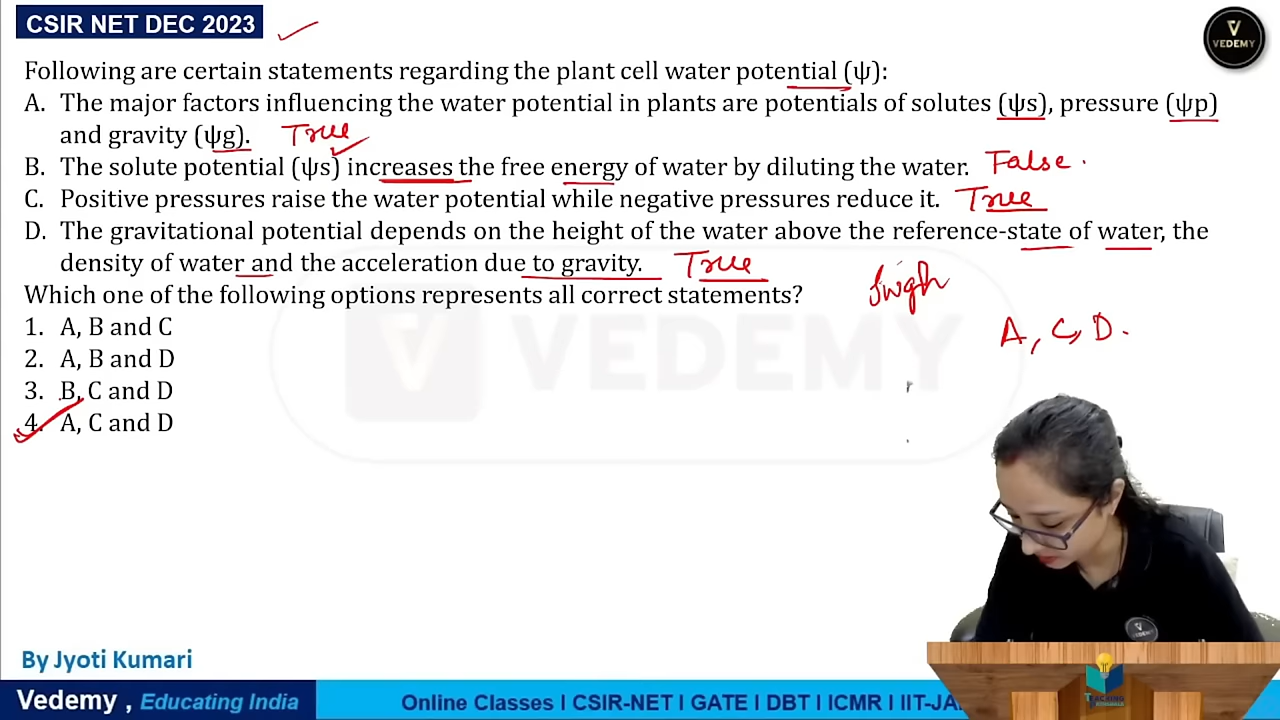 CSIR NET DEC 2023
VEDEMY
Following are certain statements regarding the plant cell water potential (ψ):
A. The major factors influencing the water potential in plants are potentials of solutes (ψs), pressure (ψp)
and gravity (ψg). True
B. The solute potential (ψs) increases the free energy of water by diluting the water. False.
C. Positive pressures raise the water potential while negative pressures reduce it. True
D. The gravitational potential depends on the height of the water above the reference-state of water, the
density of water and the acceleration due to gravity. True
Which one of the following options represents all correct statements?
1. A, B and C
A, C, D.
2. A, B and D
VEDEMY
3. B, C and D
4. A, C and D
By Jyoti Kumari
Vedemy , Educating India
Online Classes I CSIR-NET I GATE I DBT I ICMR I IIT-JA